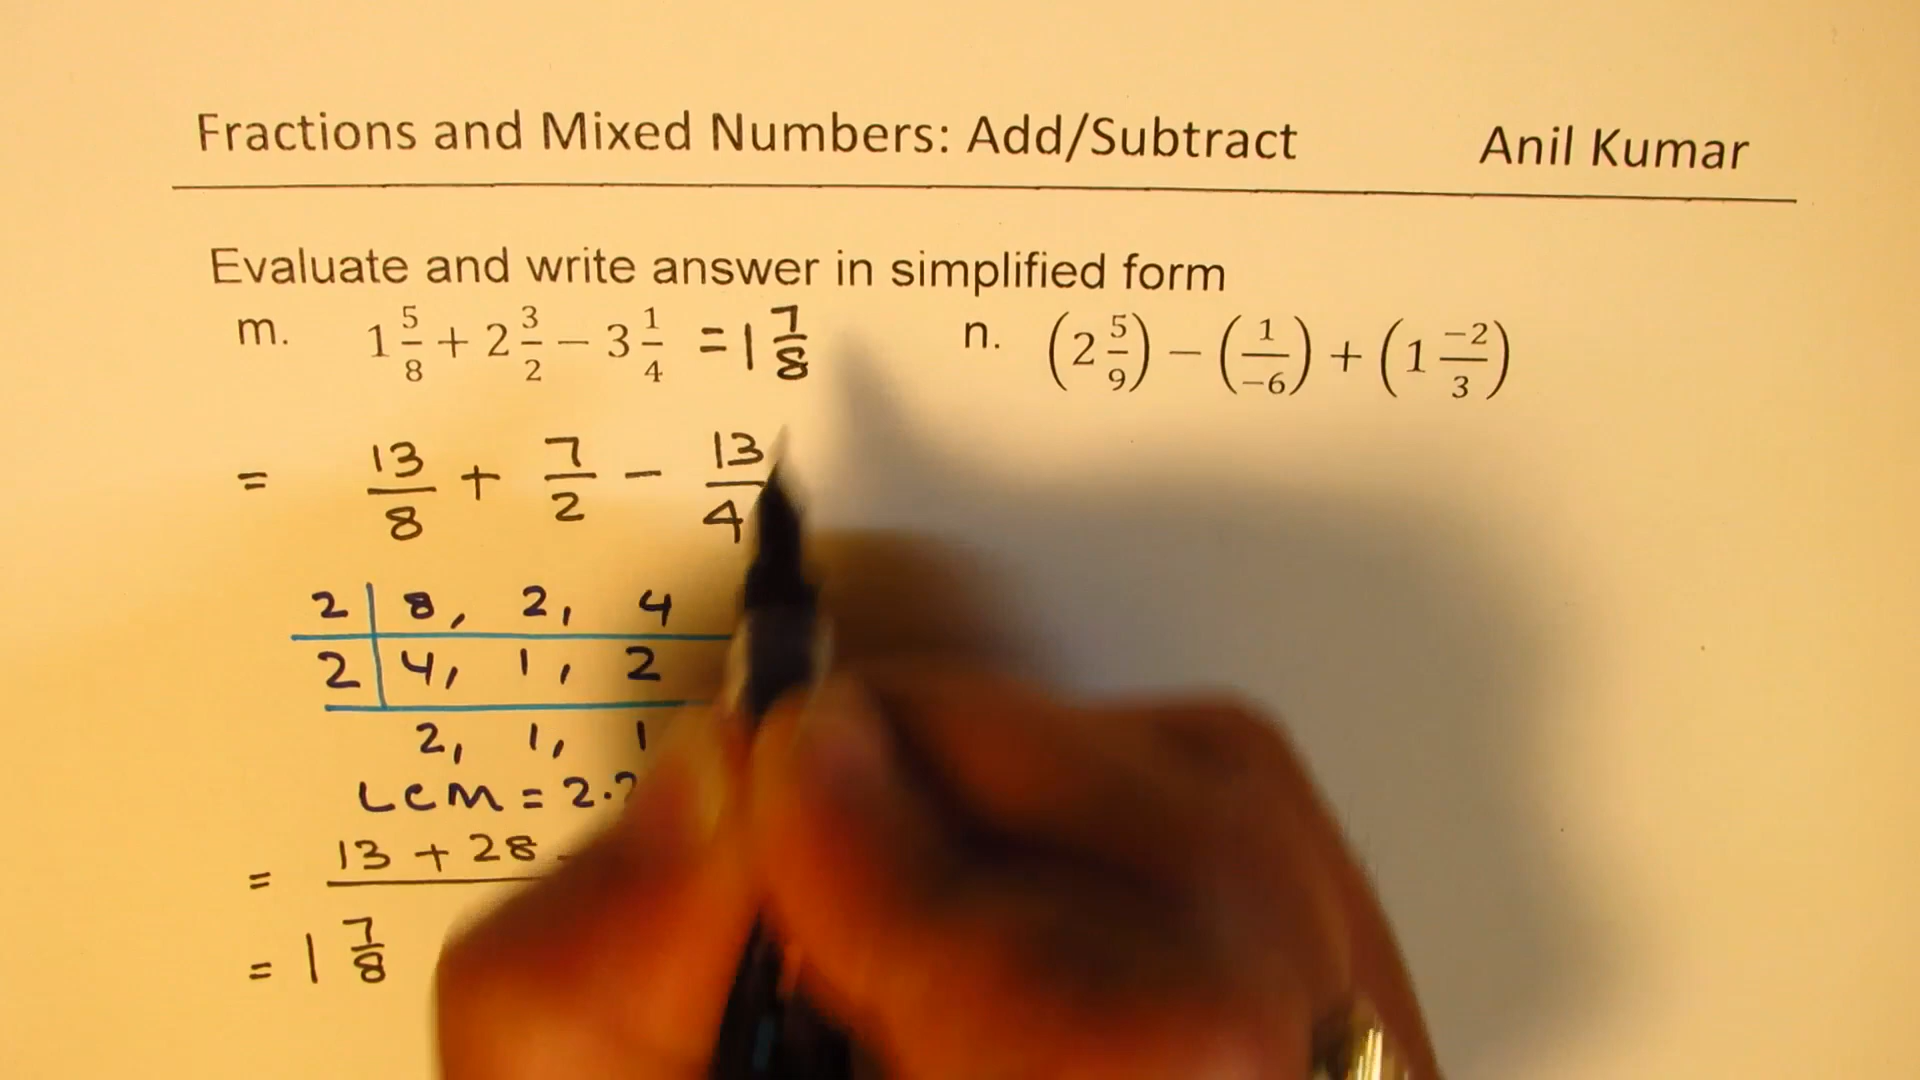 Fractions and Mixed Numbers: Add/Subtract Anil Kumar
Evaluate and write answer in simplified form
m. 1 5/8 + 2 3/2 − 3 1/4 = 1 7/8
n. (2 5/9) − (1/−6) + (1 −2/3)
= 13/8 + 7/2 − 13/4
2 | 8, 2, 4
2 | 4, 1, 2
2, 1, 1
LCM = 2·2
= 13 + 28 −
= 1 7/8